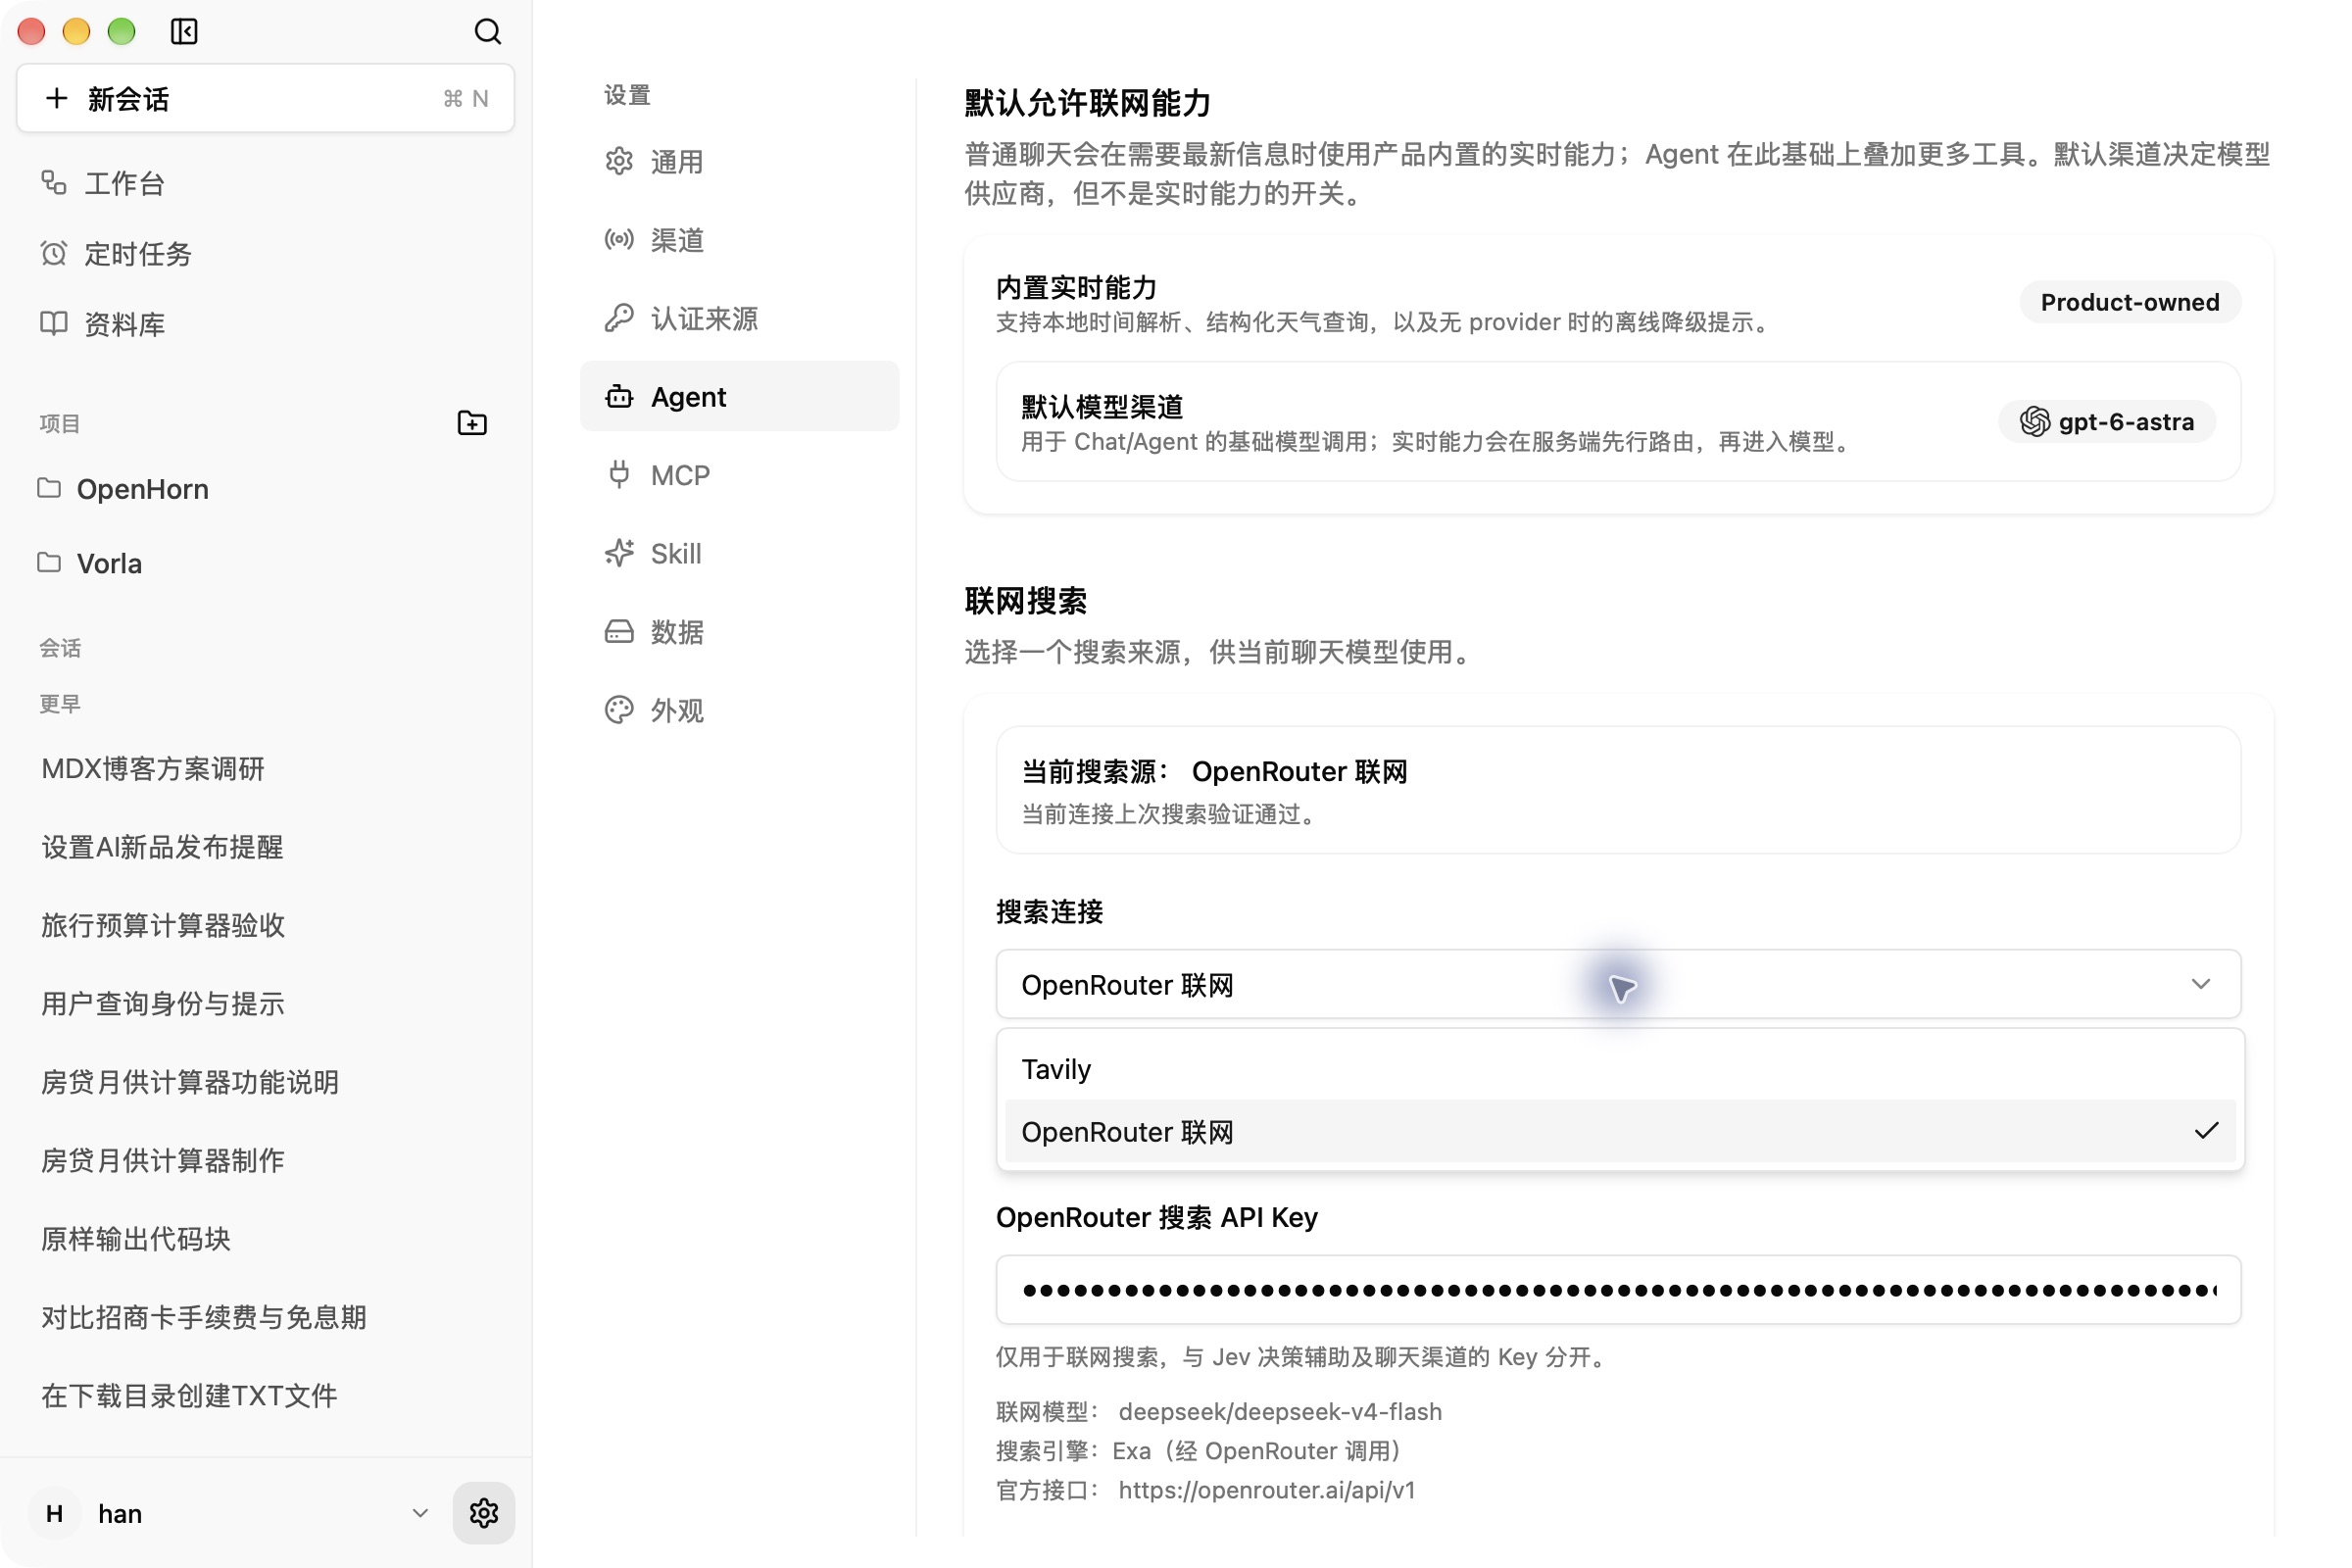 新会话
⌘ N
工作台
定时任务
资料库
项目
OpenHorn
Vorla
会话
更早
MDX博客方案调研
设置AI新品发布提醒
旅行预算计算器验收
用户查询身份与提示
房贷月供计算器功能说明
房贷月供计算器制作
原样输出代码块
对比招商卡手续费与免息期
在下载目录创建TXT文件
H
han
设置
通用
渠道
认证来源
Agent
MCP
Skill
数据
外观
默认允许联网能力
普通聊天会在需要最新信息时使用产品内置的实时能力；Agent 在此基础上叠加更多工具。默认渠道决定模型
供应商，但不是实时能力的开关。
内置实时能力
支持本地时间解析、结构化天气查询，以及无 provider 时的离线降级提示。
Product-owned
默认模型渠道
用于 Chat/Agent 的基础模型调用；实时能力会在服务端先行路由，再进入模型。
gpt-6-astra
联网搜索
选择一个搜索来源，供当前聊天模型使用。
当前搜索源： OpenRouter 联网
当前连接上次搜索验证通过。
搜索连接
OpenRouter 联网
Tavily
OpenRouter 联网
OpenRouter 搜索 API Key
仅用于联网搜索，与 Jev 决策辅助及聊天渠道的 Key 分开。
联网模型： deepseek/deepseek-v4-flash
搜索引擎：Exa（经 OpenRouter 调用）
官方接口： https://openrouter.ai/api/v1